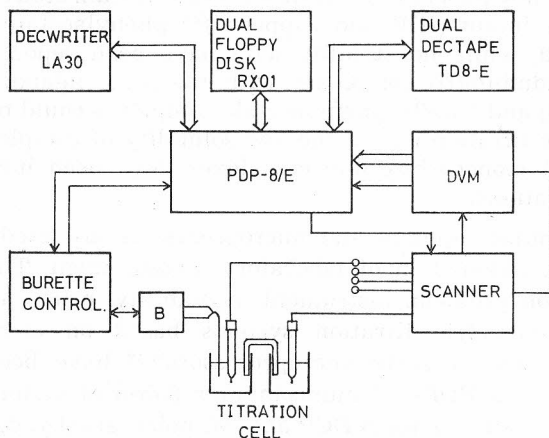 DECWRITER
LA30
DUAL
FLOPPY
DISK
RX01
DUAL
DECTAPE
TD8-E
PDP-8/E
DVM
BURETTE
CONTROL.
B
SCANNER
TITRATION
CELL